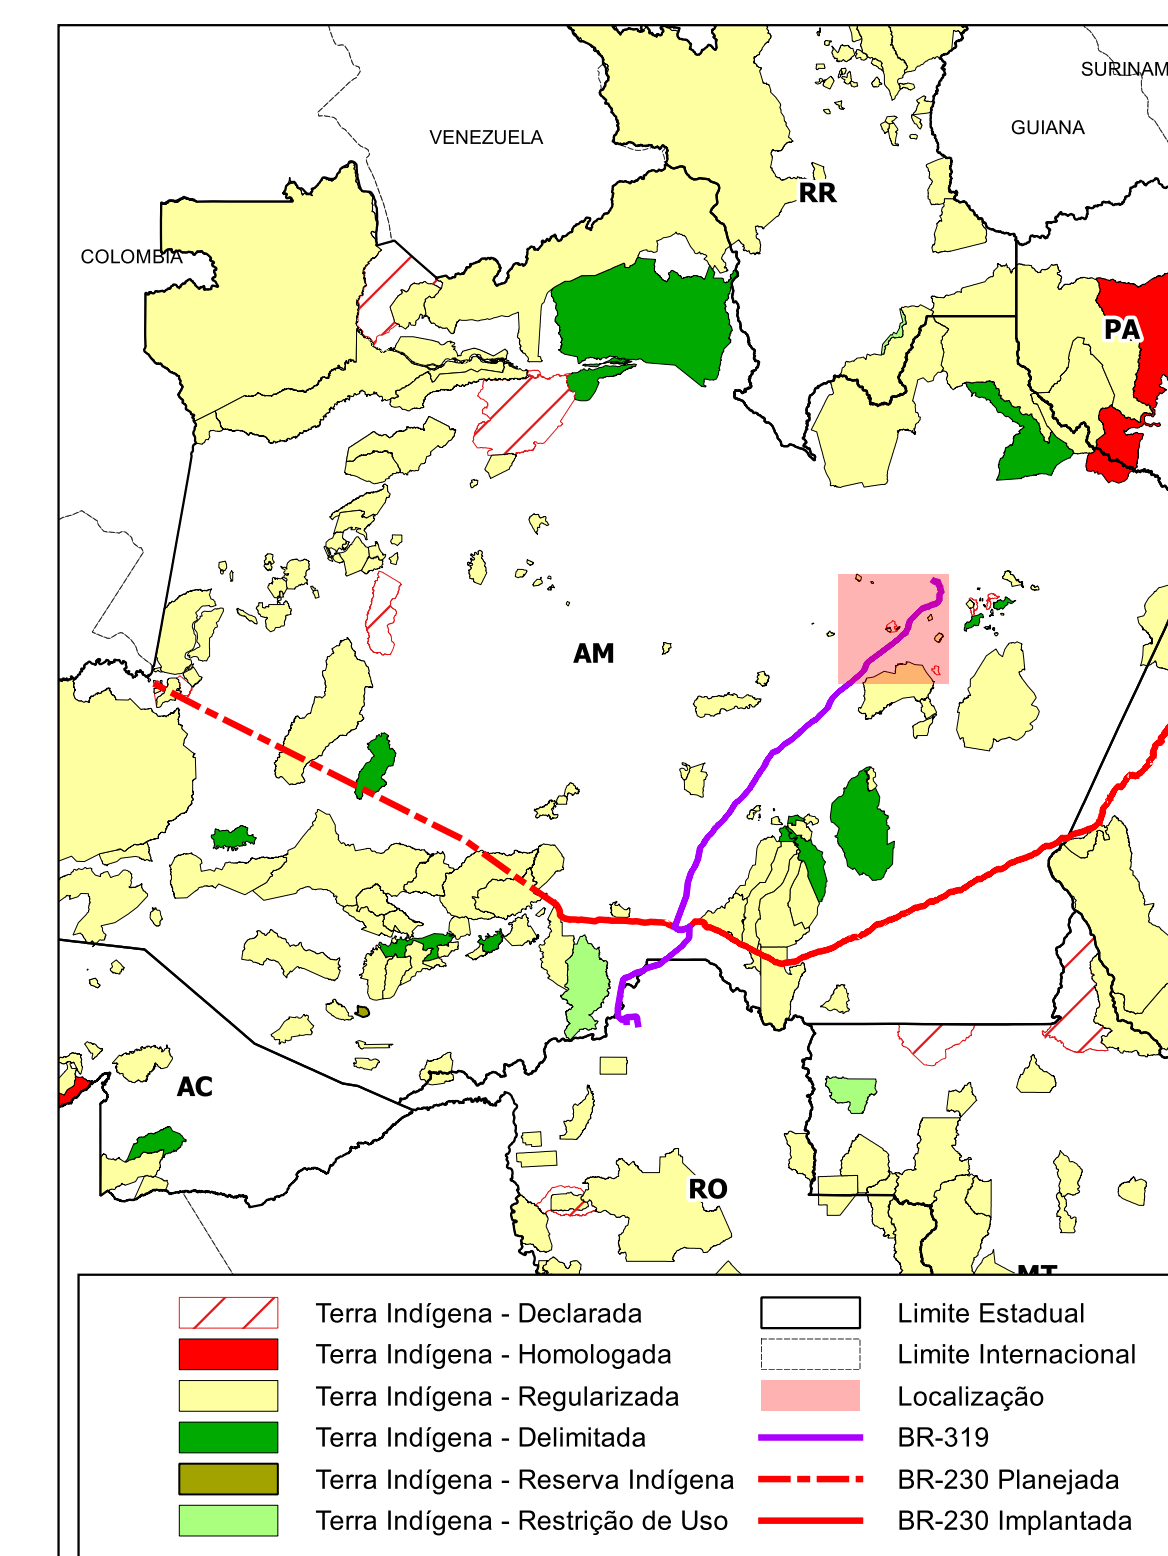 SURINAM
GUIANA
VENEZUELA
RR
COLOMBIA
PA
AM
AC
RO
MT
Terra Indígena - Declarada
Terra Indígena - Homologada
Terra Indígena - Regularizada
Terra Indígena - Delimitada
Terra Indígena - Reserva Indígena
Terra Indígena - Restrição de Uso
Limite Estadual
Limite Internacional
Localização
BR-319
BR-230 Planejada
BR-230 Implantada